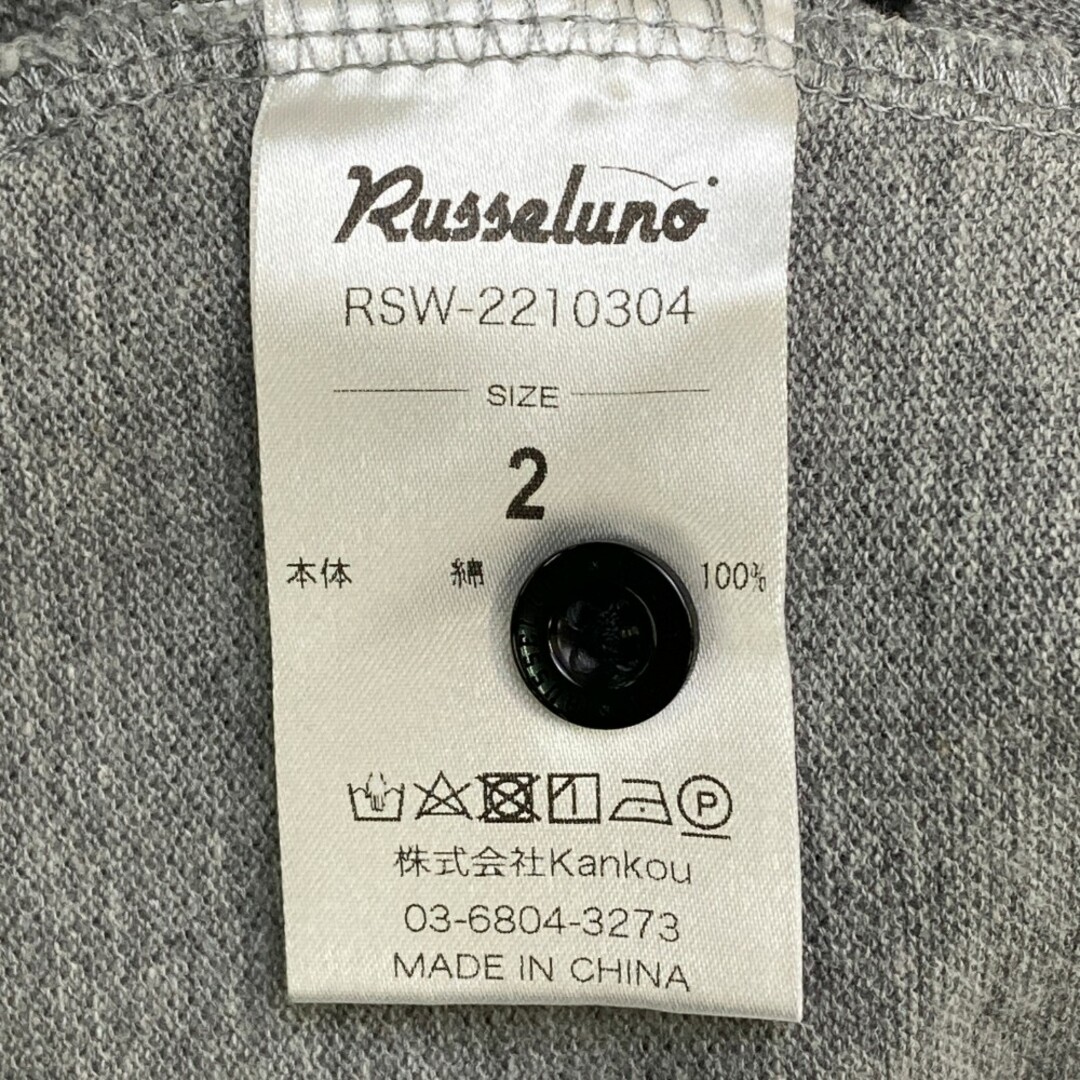 Russeluno
RSW-2210304
SIZE
2
本体 綿 100%
P
株式会社Kankou
03-6804-3273
MADE IN CHINA